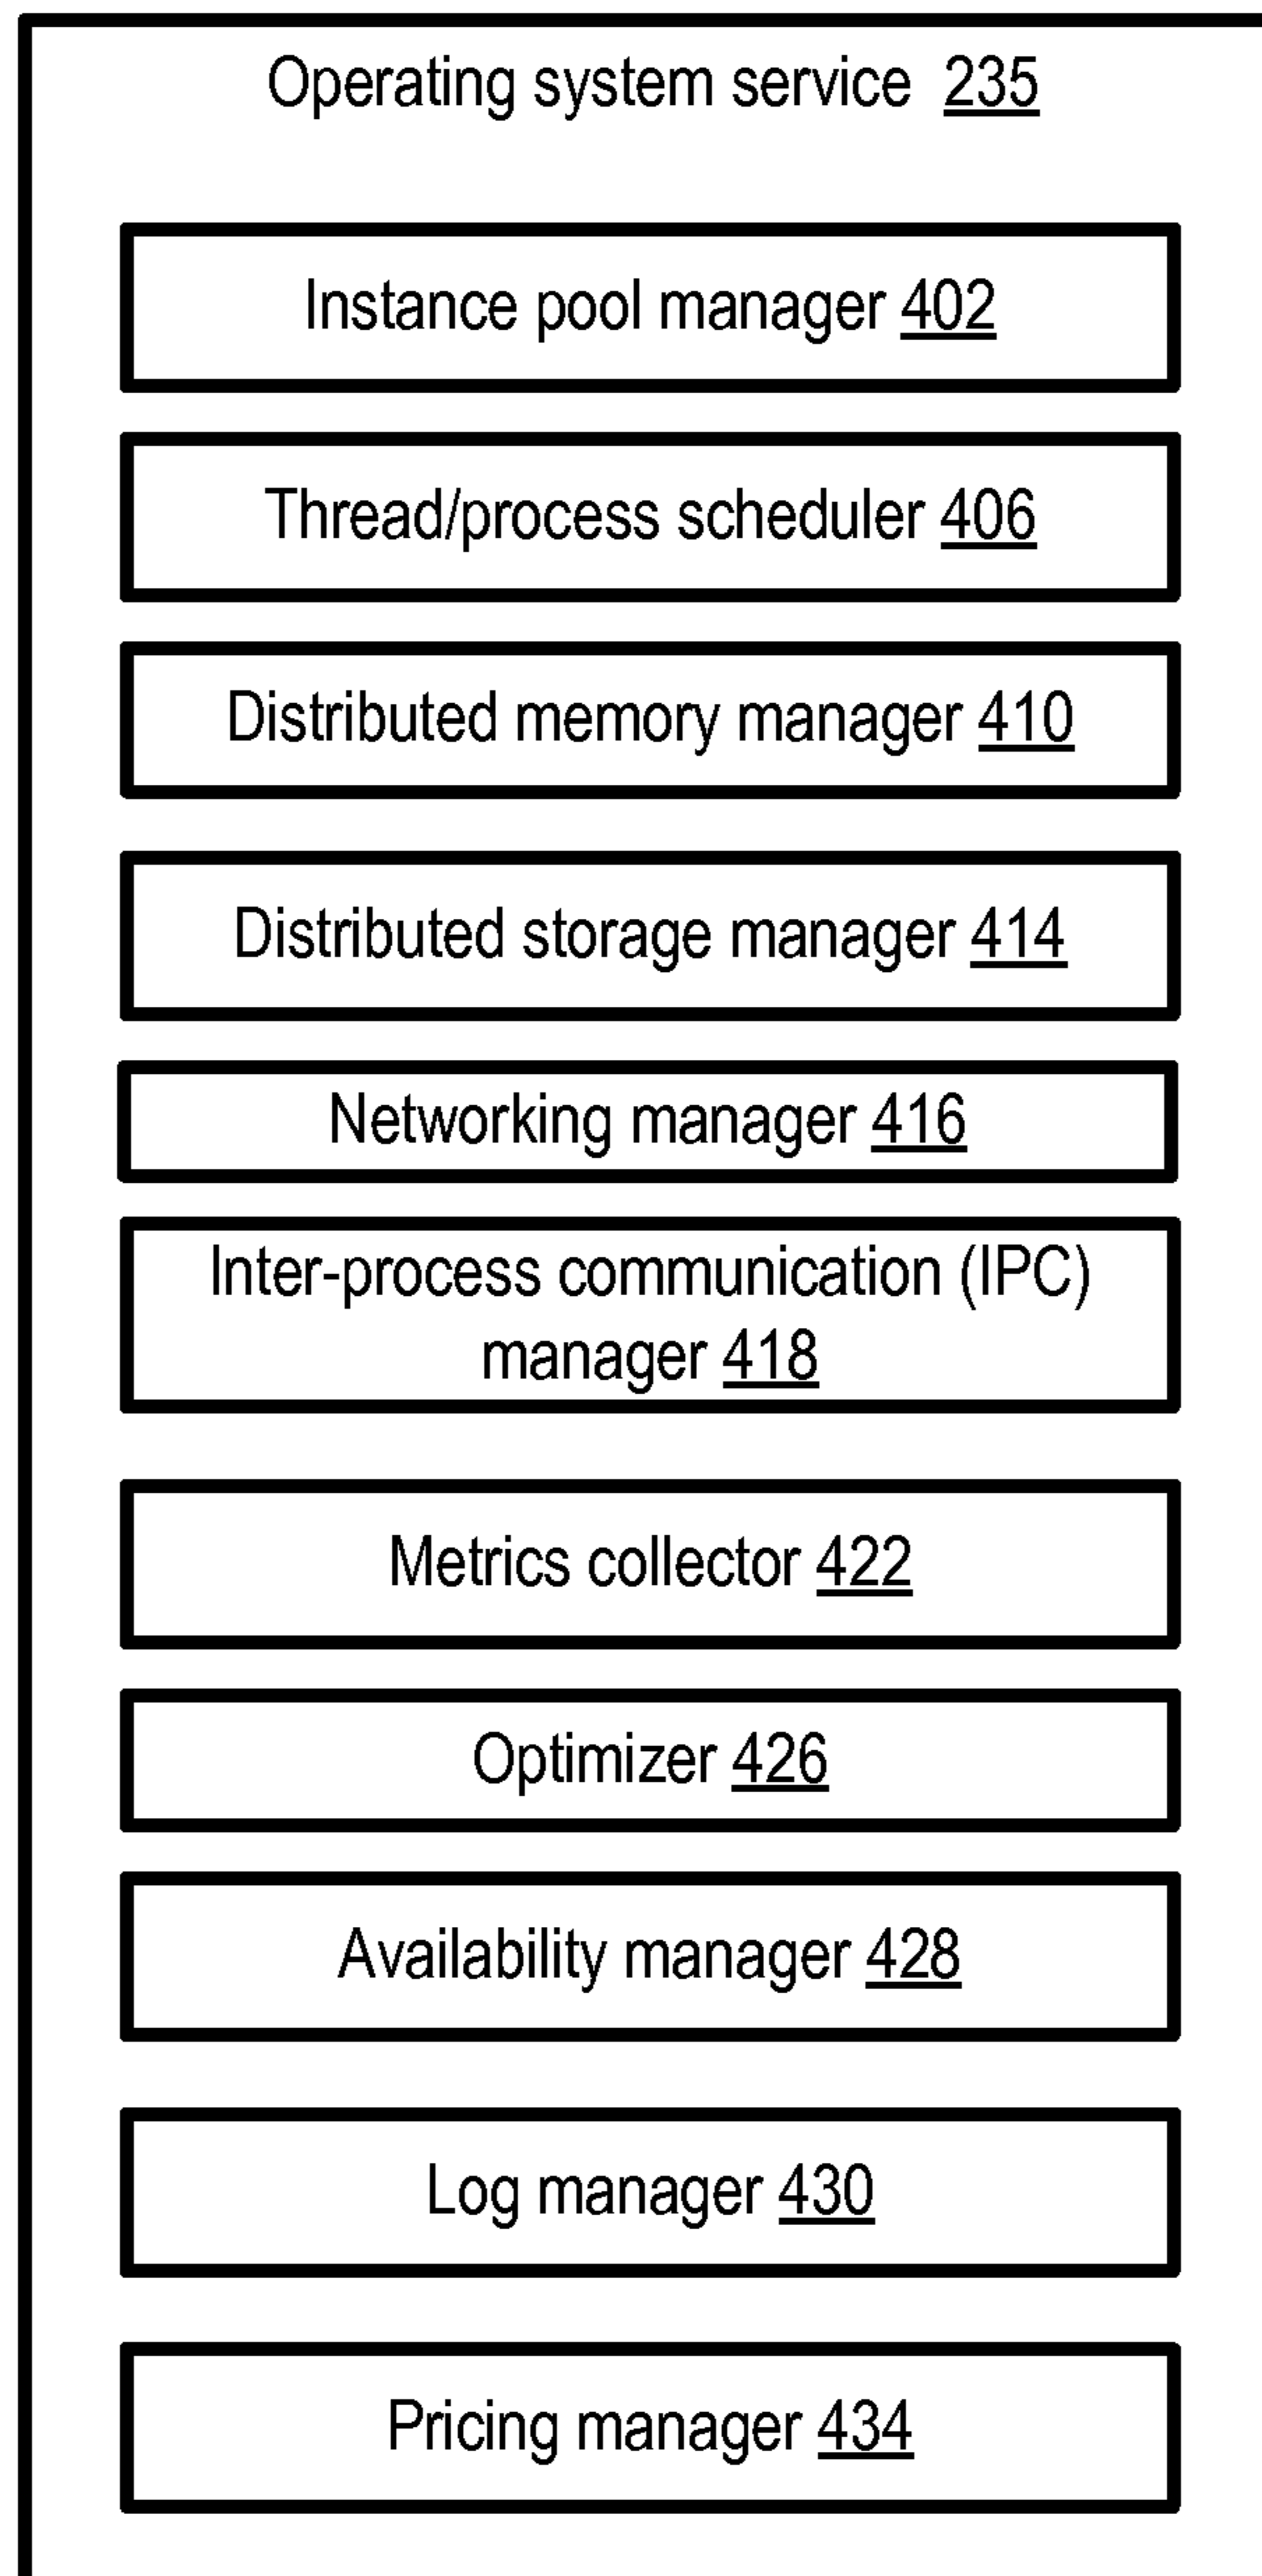 Operating system service 235
Instance pool manager 402
Thread/process scheduler 406
Distributed memory manager 410
Distributed storage manager 414
Networking manager 416
Inter-process communication (IPC)
manager 418
Metrics collector 422
Optimizer 426
Availability manager 428
Log manager 430
Pricing manager 434